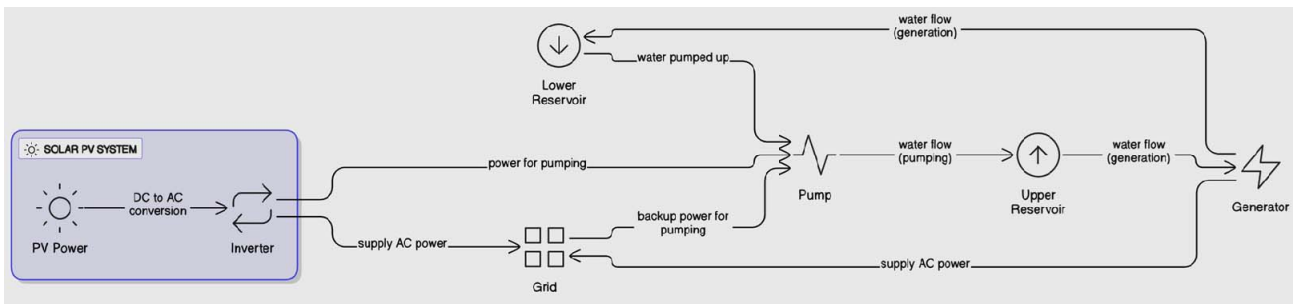 water flow
(generation)
water pumped up
Lower
Reservoir
SOLAR PV SYSTEM
power for pumping
water flow
(pumping)
water flow
(generation)
Pump
DC to AC
conversion
Upper
Reservoir
Generator
backup power for
pumping
PV Power
Inverter
supply AC power
supply AC power
Grid